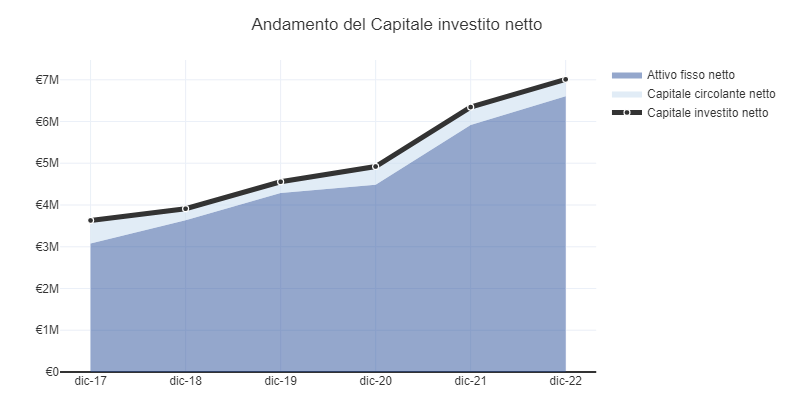 Andamento del Capitale investito netto
€7M
€6M
€5M
€4M
€3M
€2M
€1M
€0
dic-17
dic-18
dic-19
dic-20
dic-21
dic-22
Attivo fisso netto
Capitale circolante netto
Capitale investito netto